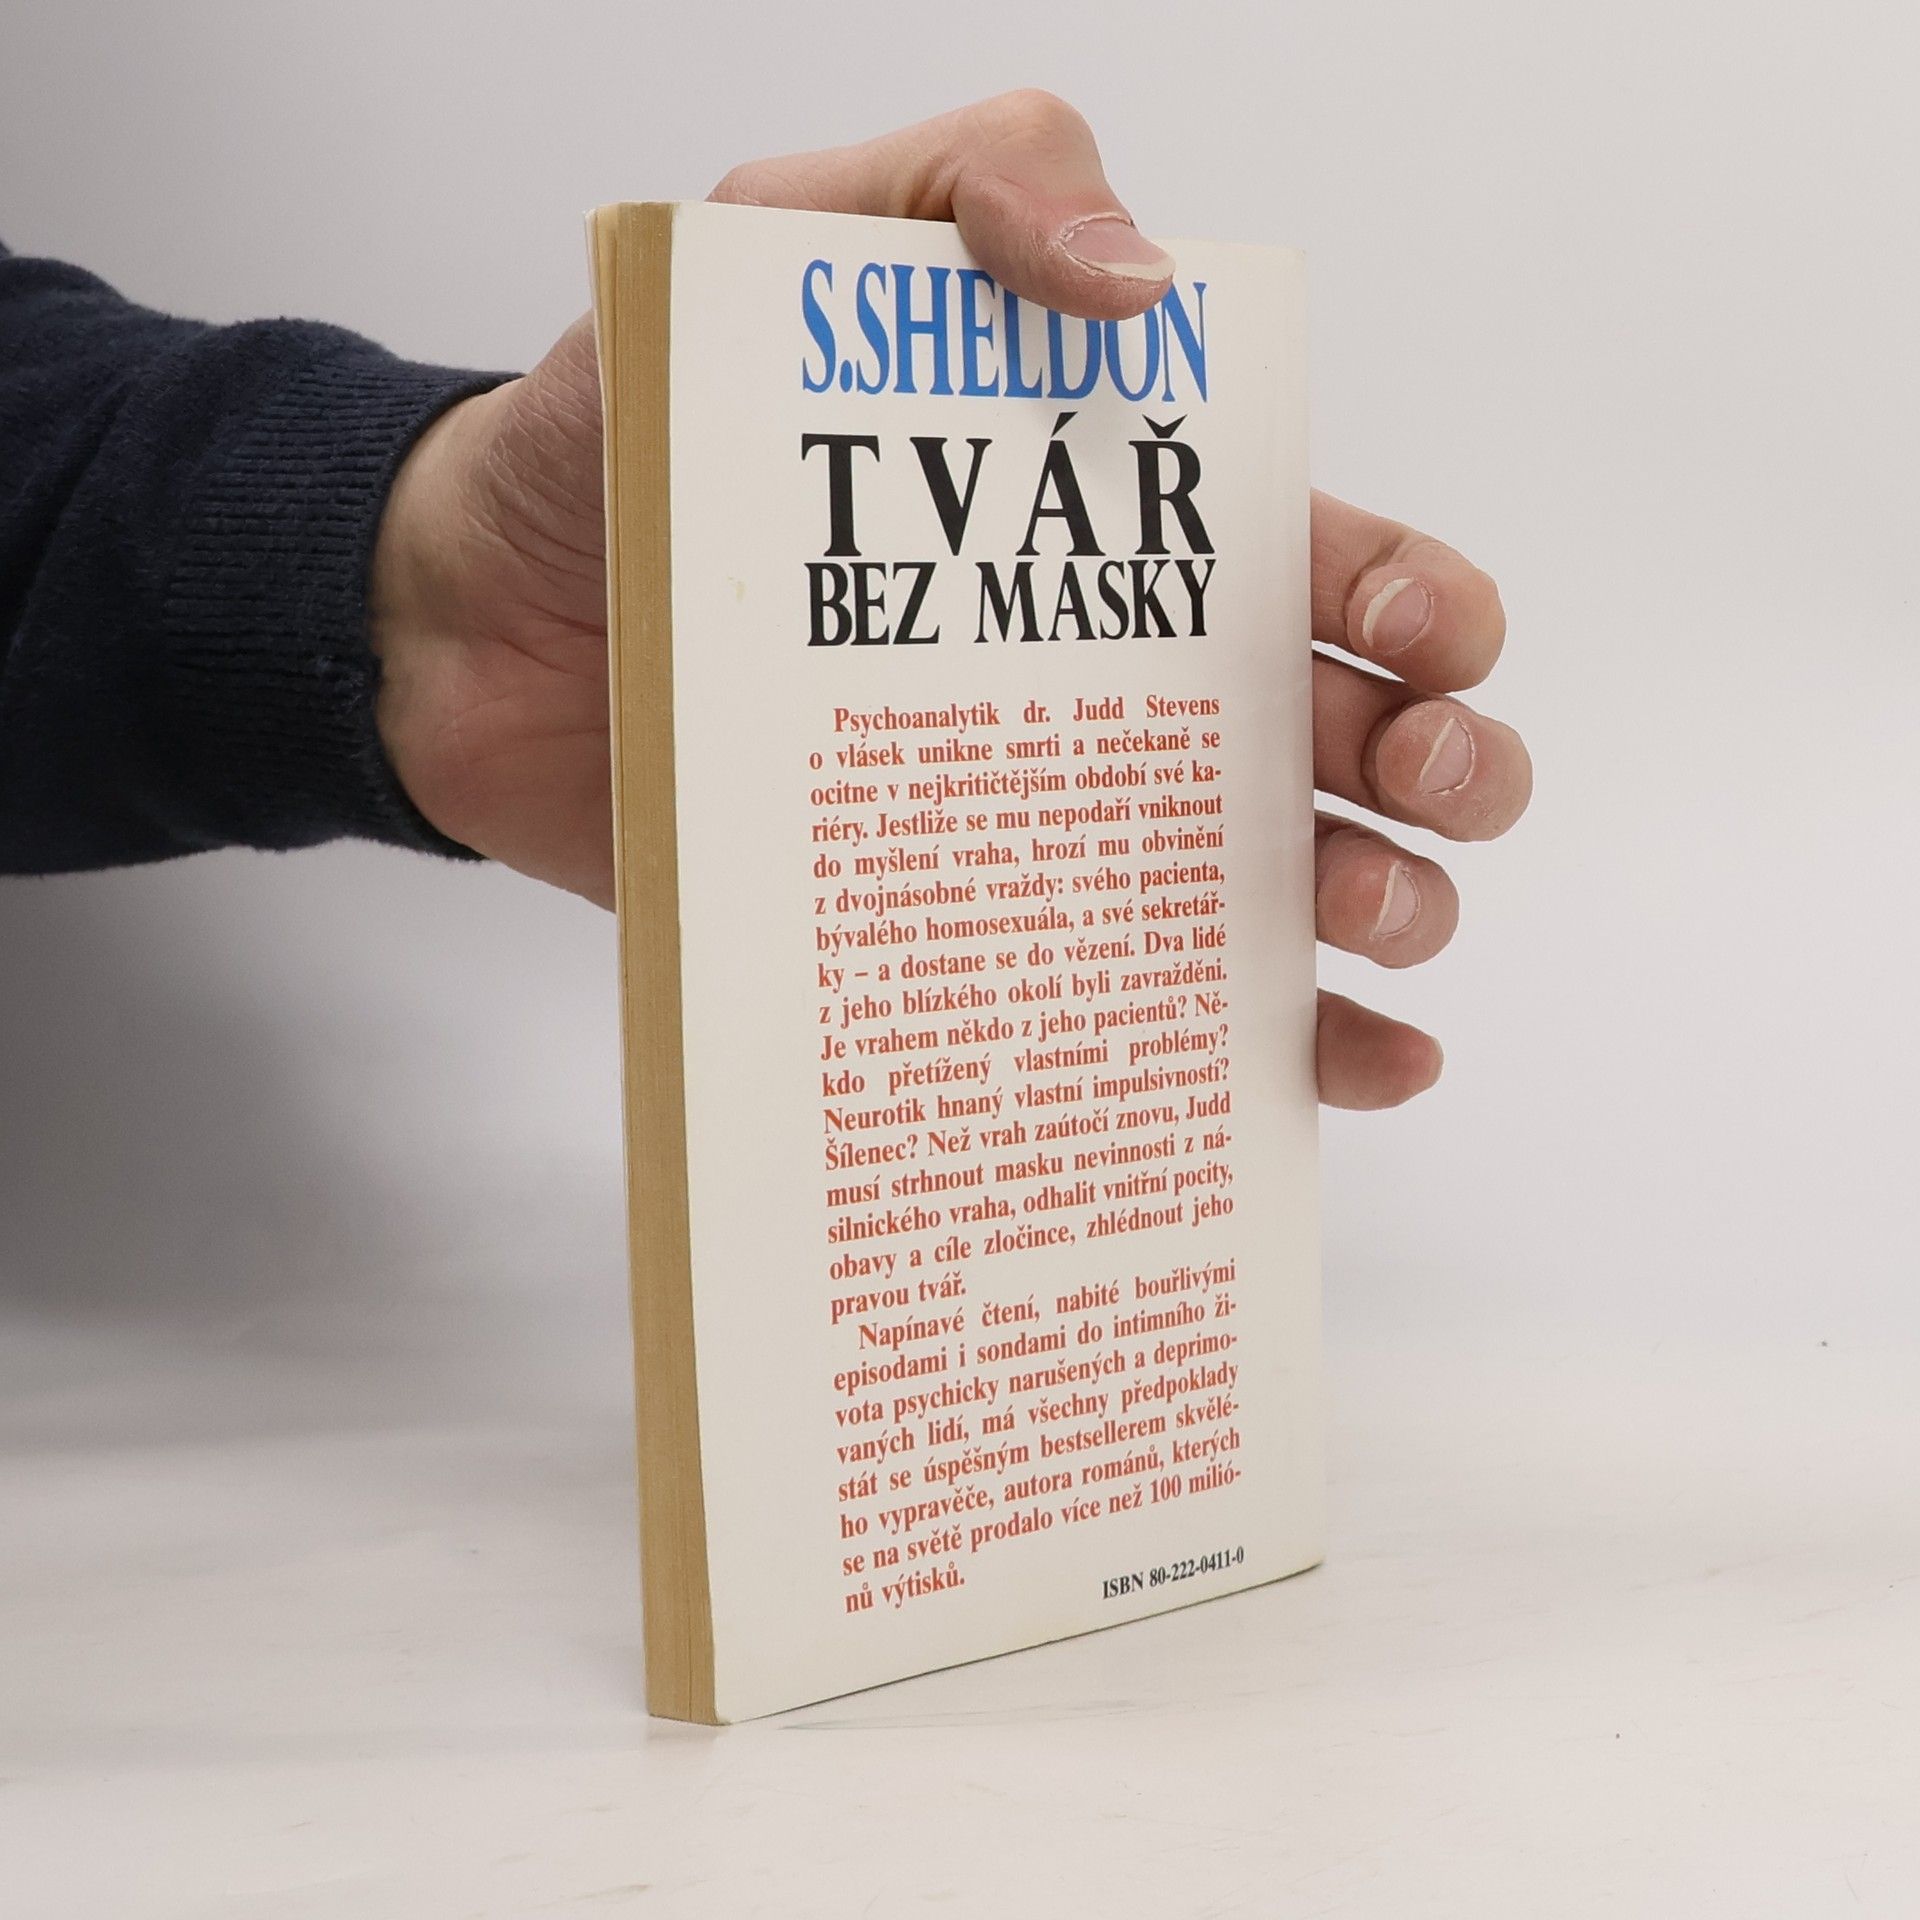 S.SHELDON
TVÁŘ
BEZ MASKY
Psychoanalytik dr. Judd Stevens
o vlásek unikne smrti a nečekaně se
ocitne v nejkritičtějším období své ka-
riéry. Jestliže se mu nepodaří vniknout
do myšlení vraha, hrozí mu obvinění
z dvojnásobné vraždy: svého pacienta,
bývalého homosexuála, a své sekretář-
ky – a dostane se do vězení. Dva lidé
z jeho blízkého okolí byli zavražděni.
Je vrahem někdo z jeho pacientů? Ně-
kdo přetížený vlastními problémy?
Neurotik hnaný vlastní impulsivností?
Šílenec? Než vrah zaútočí znovu, Judd
musí strhnout masku nevinnosti z ná-
silnického vraha, odhalit vnitřní pocity,
obavy a cíle zločince, zhlédnout jeho
pravou tvář.
Napínavé čtení, nabité bouřlivými
episodami i sondami do intimního ži-
vota psychicky narušených a deprimo-
vaných lidí, má všechny předpoklady
stát se úspěšným bestsellerem skvělé-
ho vypravěče, autora románů, kterých
se na světě prodalo více než 100 milió-
nů výtisků.
ISBN 80-222-0411-0